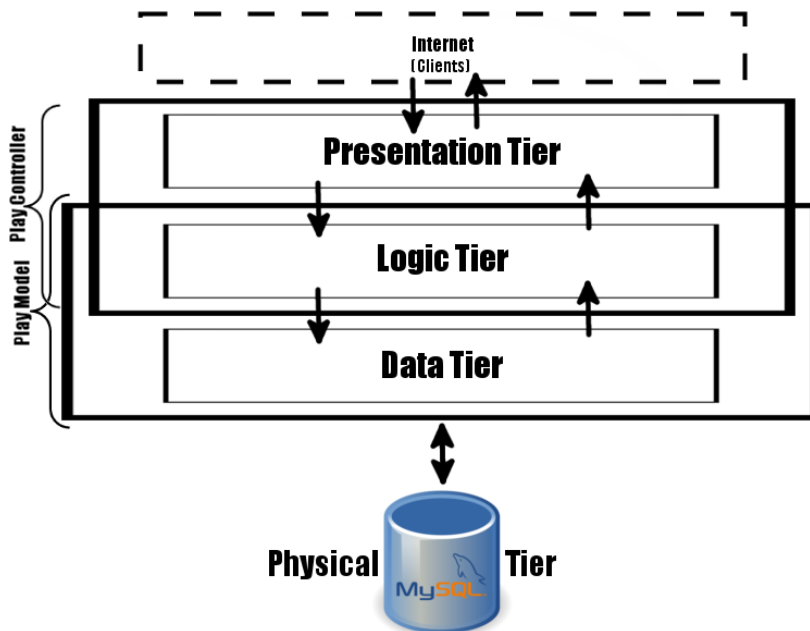 Internet
(Clients)
Presentation Tier
Play Controller
Logic Tier
Play Model
Data Tier
Physical Tier
MySQL